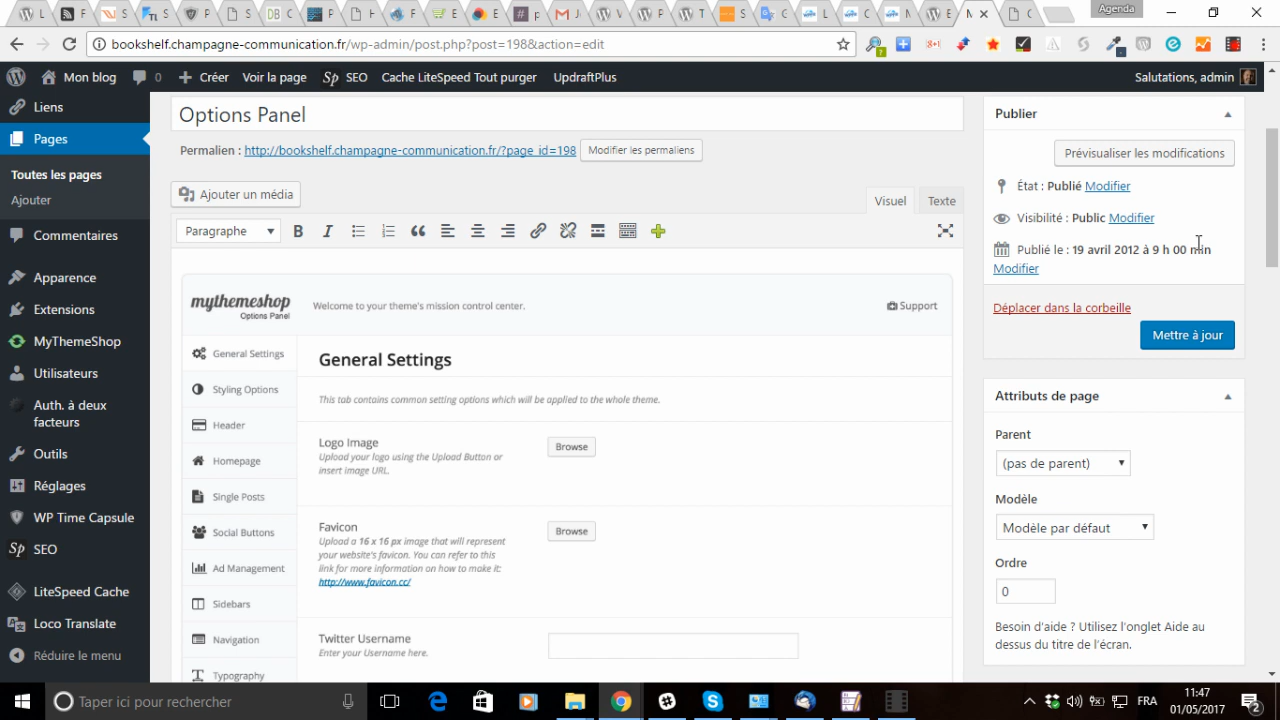 Agenda
bookshelf.champagne-communication.fr/wp-admin/post.php?post=198&action=edit
Mon blog
0
Créer
Voir la page
SEO
Cache LiteSpeed Tout purger
UpdraftPlus
Salutations, admin
Liens
Pages
Toutes les pages
Ajouter
Commentaires
Apparence
Extensions
MyThemeShop
Utilisateurs
Auth. à deux
facteurs
Outils
Réglages
WP Time Capsule
SEO
LiteSpeed Cache
Loco Translate
Réduire le menu
Options Panel
Permalien : http://bookshelf.champagne-communication.fr/?page_id=198 Modifier les permaliens
Ajouter un média
Visuel
Texte
Paragraphe
mythemeshop
Options Panel
Welcome to your theme's mission control center.
Support
General Settings
Styling Options
Header
Homepage
Single Posts
Social Buttons
Ad Management
Sidebars
Navigation
Typography
General Settings
This tab contains common setting options which will be applied to the whole theme.
Logo Image
Upload your logo using the Upload Button or
insert image URL.
Browse
Favicon
Upload a 16 x 16 px image that will represent
your website's favicon. You can refer to this
link for more information on how to make it:
http://www.favicon.cc/
Browse
Twitter Username
Enter your Username here.
Publier
Prévisualiser les modifications
État : Publié Modifier
Visibilité : Public Modifier
Publié le : 19 avril 2012 à 9 h 00 min
Modifier
Déplacer dans la corbeille
Mettre à jour
Attributs de page
Parent
(pas de parent)
Modèle
Modèle par défaut
Ordre
0
Besoin d'aide ? Utilisez l'onglet Aide au
dessus du titre de l'écran.
Taper ici pour rechercher
FRA
11:47
01/05/2017